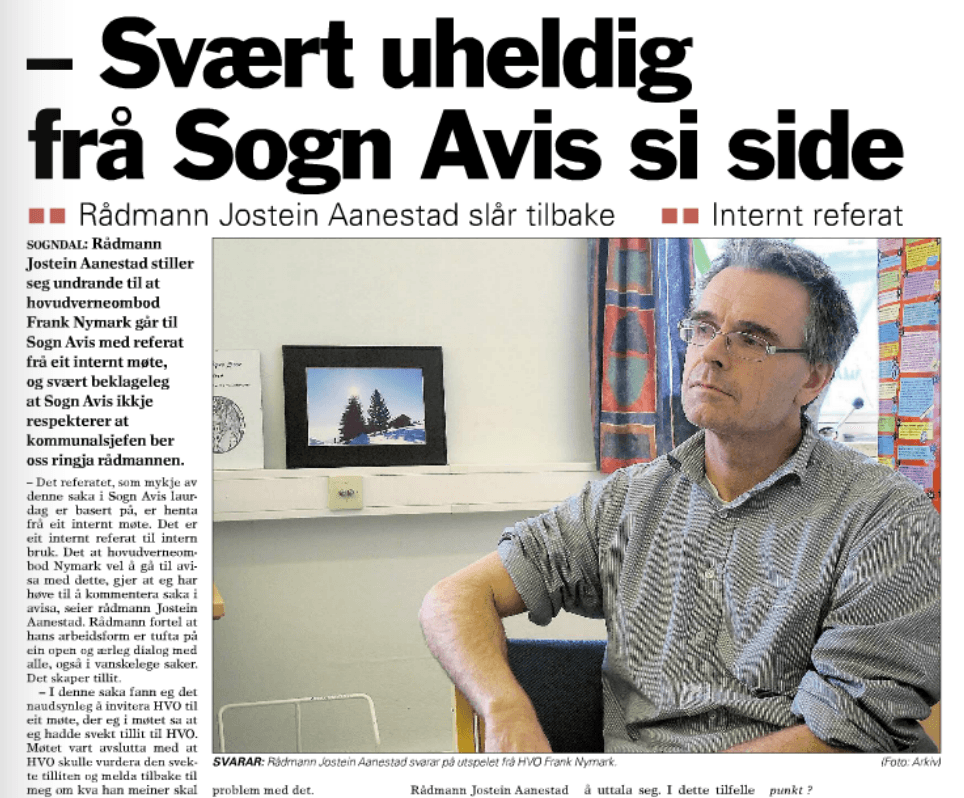 – Svært uheldig
frå Sogn Avis si side
Rådmann Jostein Aanestad slår tilbake
Internt referat
SOGNDAL: Rådmann
Jostein Aanestad stiller
seg undrande til at
hovudverneombod
Frank Nymark går til
Sogn Avis med referat
frå eit internt møte,
og svært beklageleg
at Sogn Avis ikkje
respekterer at
kommunalsjefen ber
oss ringja rådmannen.
– Det referatet, som mykje av
denne saka i Sogn Avis laur-
dag er basert på, er henta
frå eit internt møte. Det er
eit internt referat til intern
bruk. Det at hovudverneom-
bod Nymark vel å gå til avi-
sa med dette, gjer at eg har
høve til å kommentera saka i
avisa, seier rådmann Jostein
Aanestad. Rådmann fortel at
hans arbeidsform er tufta på
ein open og ærleg dialog med
alle, også i vanskelege saker.
Det skaper tillit.
– I denne saka fann eg det
naudsynleg å invitera HVO til
eit møte, der eg i møtet sa at
eg hadde svekt tillit til HVO.
Møtet vart avslutta med at
HVO skulle vurdera den svek-
te tilliten og melda tilbake til
meg om kva han meiner skal
SVARAR: Rådmann Jostein Aanestad svarar på utspelet frå HVO Frank Nymark.
(Foto: Arkiv)
problem med det.
Rådmann Jostein Aanestad
å uttala seg. I dette tilfelle
punkt ?